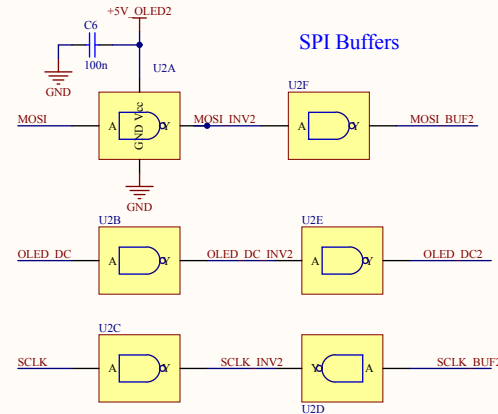 +5V_OLED2
C6
100n
GND
SPI Buffers
U2A
U2F
MOSI
A
GND Vcc
Y
MOSI_INV2
A
Y
MOSI_BUF2
GND
U2B
U2E
OLED_DC
A
Y
OLED_DC_INV2
A
Y
OLED_DC2
U2C
SCLK
A
Y
SCLK_INV2
Y
A
SCLK_BUF2
U2D